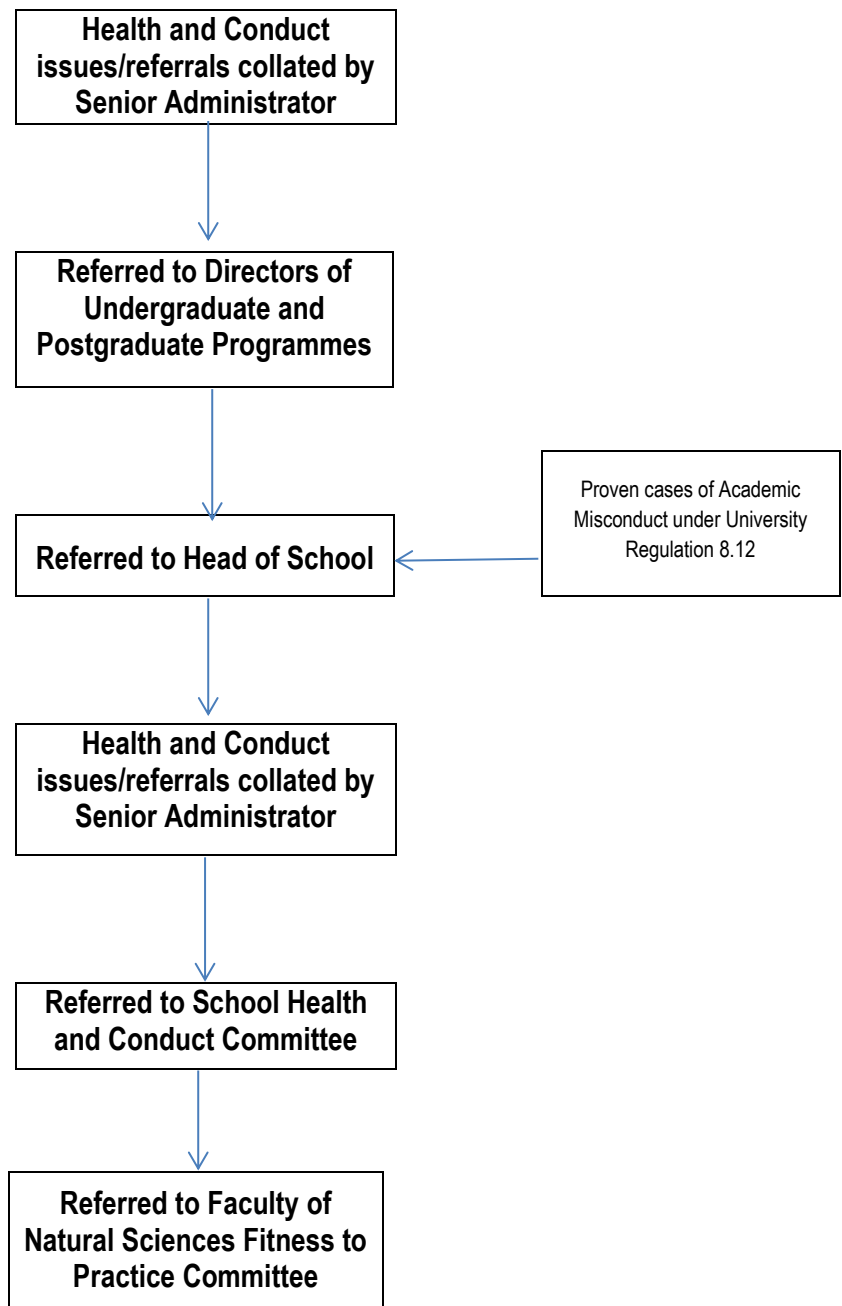 Health and Conduct
issues/referrals collated by
Senior Administrator
Referred to Directors of
Undergraduate and
Postgraduate Programmes
Proven cases of Academic
Misconduct under University
Regulation 8.12
Referred to Head of School
Health and Conduct
issues/referrals collated by
Senior Administrator
Referred to School Health
and Conduct Committee
Referred to Faculty of
Natural Sciences Fitness to
Practice Committee